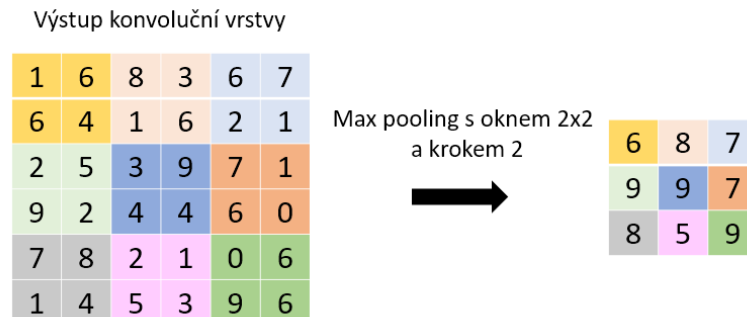 Výstup konvoluční vrstvy
1 6 8 3 6 7
6 4 1 6 2 1
2 5 3 9 7 1
9 2 4 4 6 0
7 8 2 1 0 6
1 4 5 3 9 6
Max pooling s oknem 2x2
a krokem 2
6 8 7
9 9 7
8 5 9